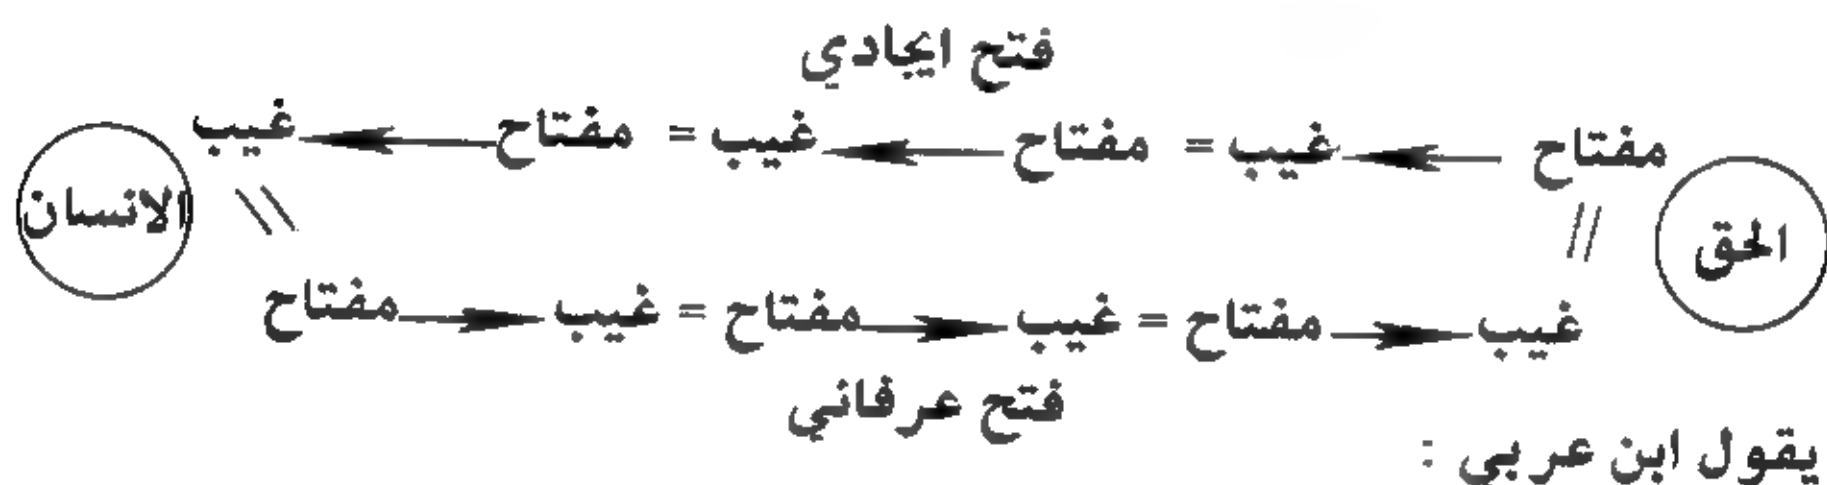 فتح ايجادي
مفتاح ← غيب = مفتاح ← غيب = مفتاح ← غيب
الحق // \\ الانسان
غيب ← مفتاح = غيب ← مفتاح = غيب ← مفتاح
فتح عرفاني
يقول ابن عربي :